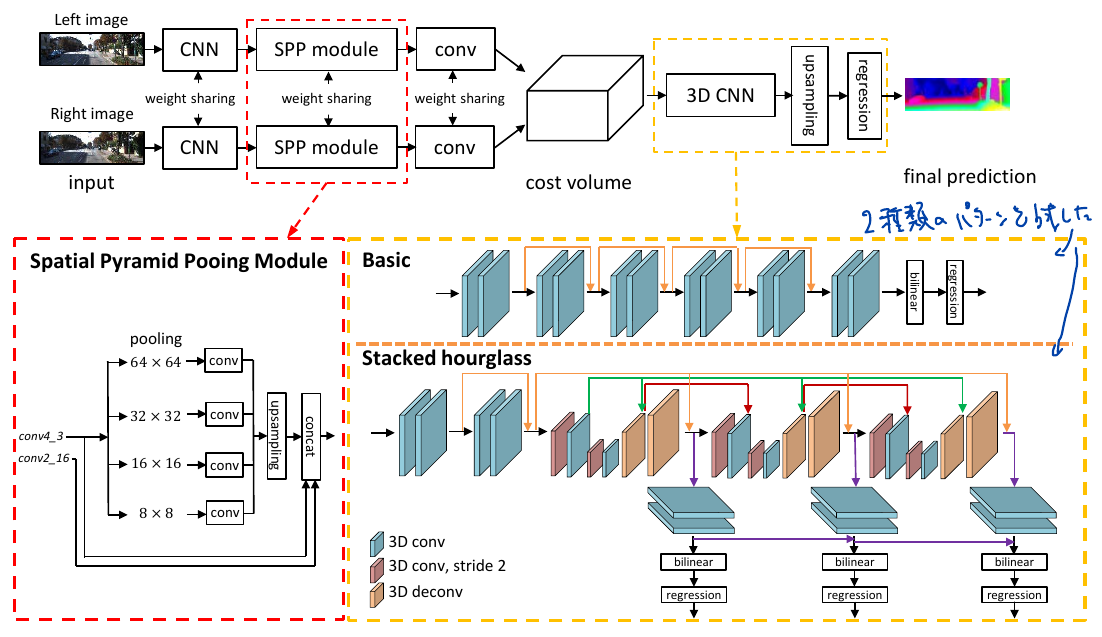 Left image
CNN
SPP module
conv
weight sharing
weight sharing
weight sharing
Right image
CNN
SPP module
conv
input
cost volume
3D CNN
upsampling
regression
final prediction
2種類のパターンを試した
Spatial Pyramid Pooing Module
pooling
64 × 64
conv
32 × 32
conv
16 × 16
conv
8 × 8
conv
conv4_3
conv2_16
upsampling
concat
Basic
bilinear
regression
Stacked hourglass
3D conv
3D conv, stride 2
3D deconv
bilinear
regression
bilinear
regression
bilinear
regression